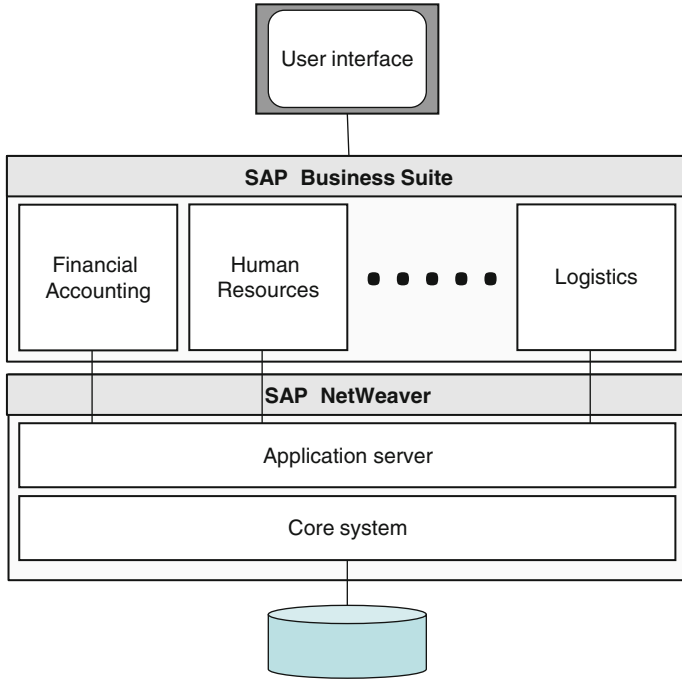 User interface
SAP Business Suite
Financial
Accounting
Human
Resources
Logistics
SAP NetWeaver
Application server
Core system